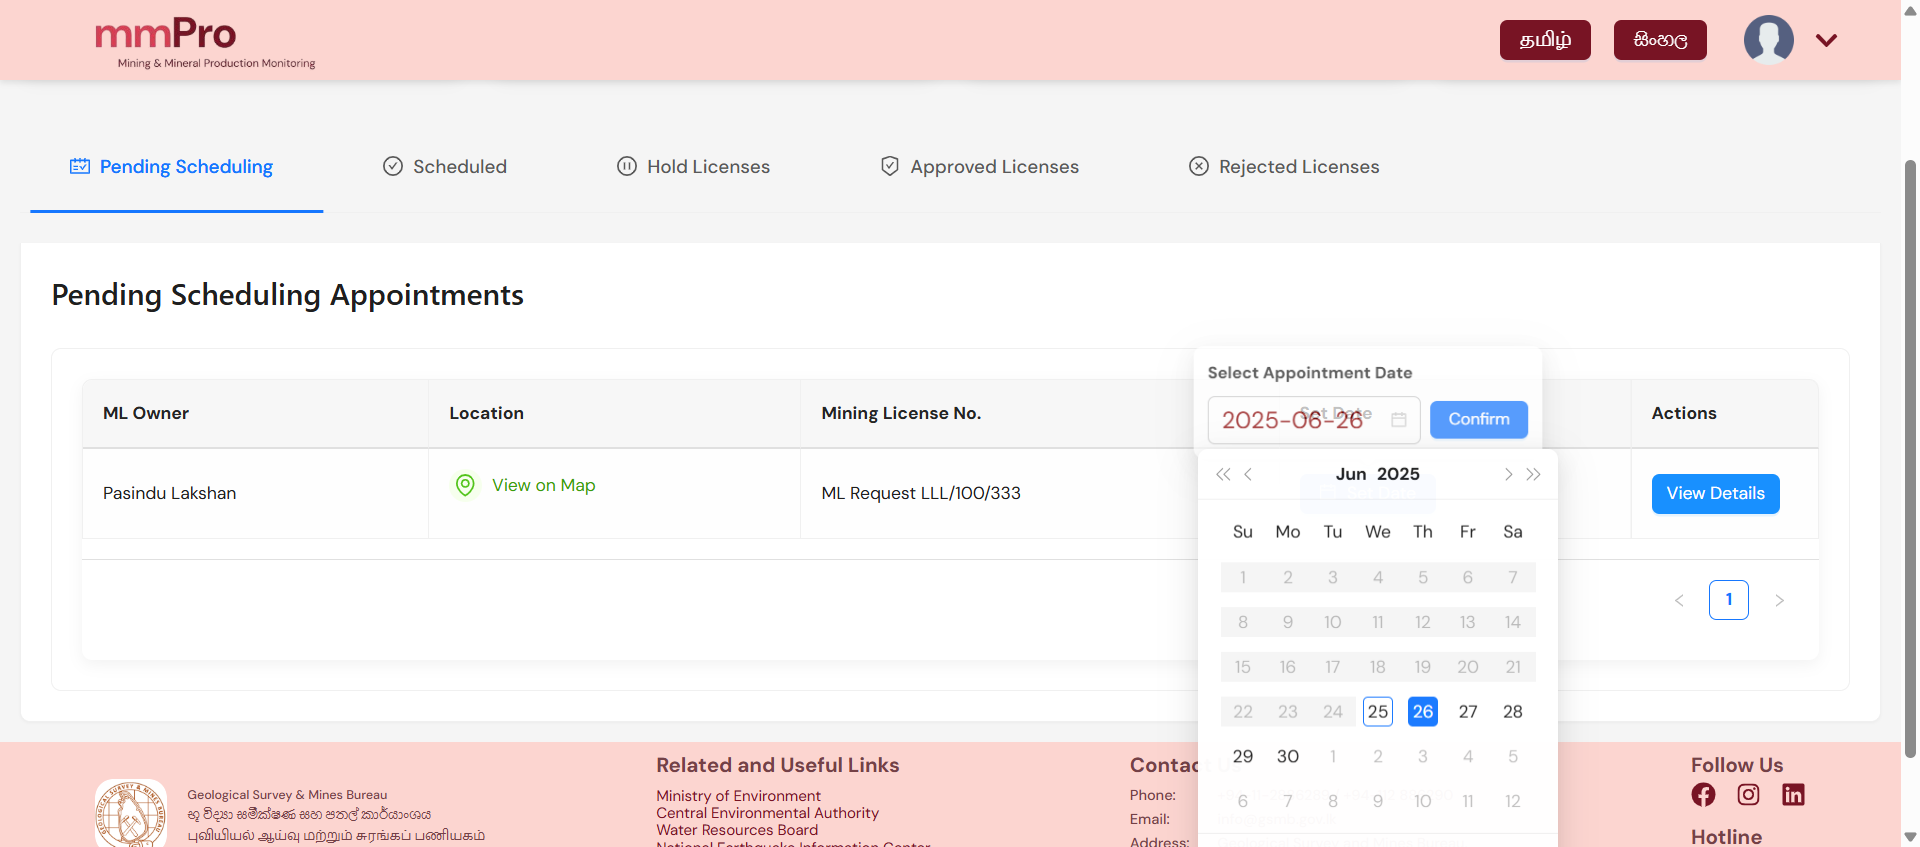 mmPro
Mining & Mineral Production Monitoring
தமிழ்
සිංහල
Pending Scheduling
Scheduled
Hold Licenses
Approved Licenses
Rejected Licenses
Pending Scheduling Appointments
Select Appointment Date
Set Date
2025-06-26
Confirm
ML Owner
Location
Mining License No.
Actions
Pasindu Lakshan
View on Map
ML Request LLL/100/333
View Details
Jun 2025
Su Mo Tu We Th Fr Sa
1 2 3 4 5 6 7
8 9 10 11 12 13 14
15 16 17 18 19 20 21
22 23 24 25 26 27 28
29 30 1 2 3 4 5
6 7 8 9 10 11 12
1
Geological Survey & Mines Bureau
භූ විද්‍යා සමීක්ෂණ සහ පතල් කාර්යාංශය
புவியியல் ஆய்வு மற்றும் சுரங்கப் பணியகம்
Related and Useful Links
Ministry of Environment
Central Environmental Authority
Water Resources Board
National Earthquake Information Center
Contac
Phone:
Email:
Address:
Follow Us
Hotline